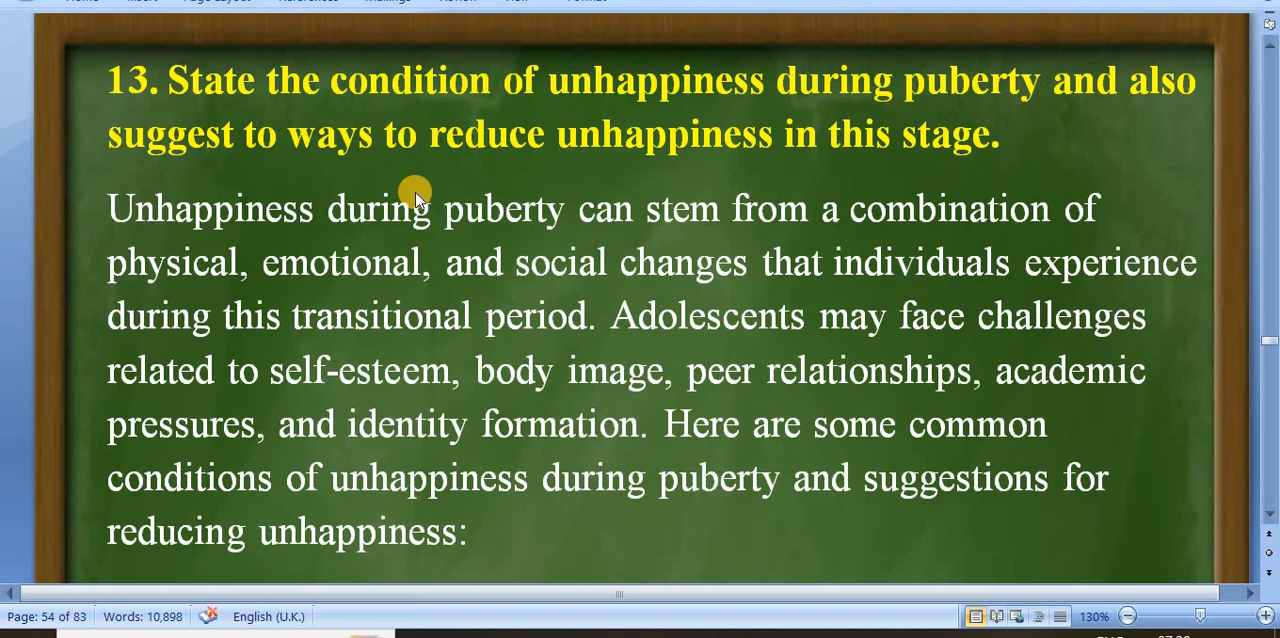 13. State the condition of unhappiness during puberty and also
suggest to ways to reduce unhappiness in this stage.
Unhappiness during puberty can stem from a combination of
physical, emotional, and social changes that individuals experience
during this transitional period. Adolescents may face challenges
related to self-esteem, body image, peer relationships, academic
pressures, and identity formation. Here are some common
conditions of unhappiness during puberty and suggestions for
reducing unhappiness:
Page: 54 of 83 Words: 10,898 English (U.K.) 130%